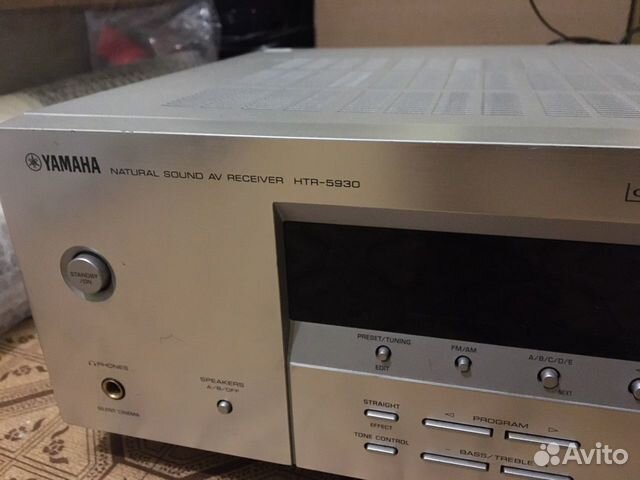 YAMAHA NATURAL SOUND AV RECEIVER HTR-5930
STANDBY
/ON
PRESET/TUNING FM/AM A/B/C/D/E
EDIT NEXT
PHONES
SPEAKERS
A/B/OFF
SILENT CINEMA
STRAIGHT
EFFECT
◁ PROGRAM ▷
TONE CONTROL
− BASS/TREBLE
Avito